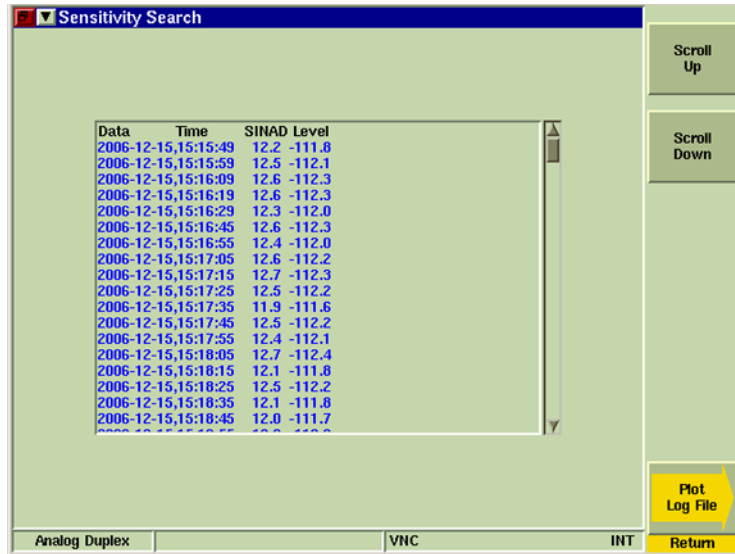 Sensitivity Search
Data Time SINAD Level
2006-12-15,15:15:49 12.2 -111.8
2006-12-15,15:15:59 12.5 -112.1
2006-12-15,15:16:09 12.6 -112.3
2006-12-15,15:16:19 12.6 -112.3
2006-12-15,15:16:29 12.3 -112.0
2006-12-15,15:16:45 12.6 -112.3
2006-12-15,15:16:55 12.4 -112.0
2006-12-15,15:17:05 12.6 -112.2
2006-12-15,15:17:15 12.7 -112.3
2006-12-15,15:17:25 12.5 -112.2
2006-12-15,15:17:35 11.9 -111.6
2006-12-15,15:17:45 12.5 -112.2
2006-12-15,15:17:55 12.4 -112.1
2006-12-15,15:18:05 12.7 -112.4
2006-12-15,15:18:15 12.1 -111.8
2006-12-15,15:18:25 12.5 -112.2
2006-12-15,15:18:35 12.1 -111.8
2006-12-15,15:18:45 12.0 -111.7
Scroll
Up
Scroll
Down
Plot
Log File
Return
Analog Duplex
VNC
INT